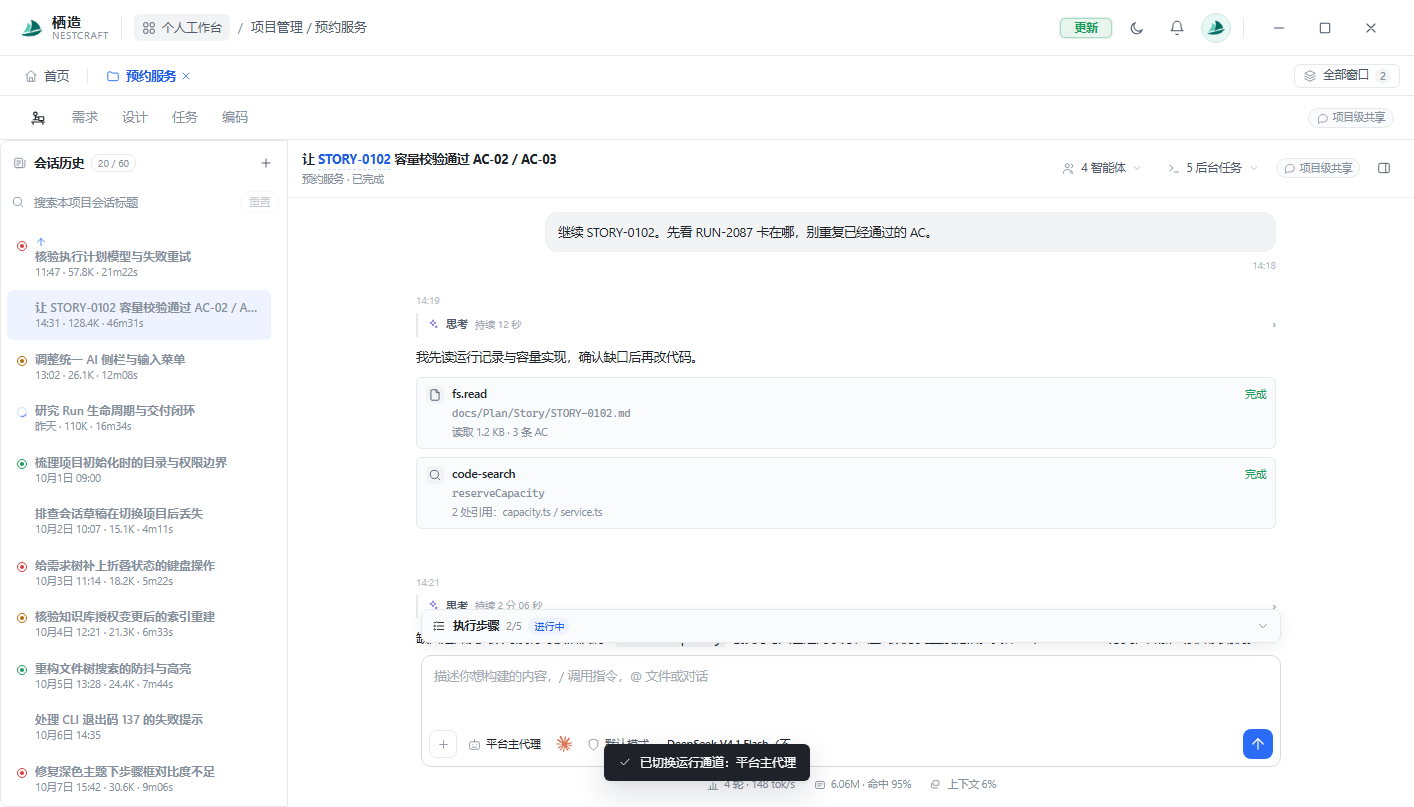 栖造
NESTCRAFT
个人工作台 / 项目管理 / 预约服务
更新
首页
预约服务 ×
全部窗口 2
需求 设计 任务 编码
项目级共享
会话历史 20 / 60
搜索本项目会话标题 重置
核验执行计划模型与失败重试
11:47 · 57.8K · 21m22s
让 STORY-0102 容量校验通过 AC-02 / A...
14:31 · 128.4K · 46m31s
调整统一 AI 侧栏与输入菜单
13:02 · 26.1K · 12m08s
研究 Run 生命周期与交付闭环
昨天 · 110K · 16m34s
梳理项目初始化时的目录与权限边界
10月1日 09:00
排查会话草稿在切换项目后丢失
10月2日 10:07 · 15.1K · 4m11s
给需求树补上折叠状态的键盘操作
10月3日 11:14 · 18.2K · 5m22s
核验知识库授权变更后的索引重建
10月4日 12:21 · 21.3K · 6m33s
重构文件树搜索的防抖与高亮
10月5日 13:28 · 24.4K · 7m44s
处理 CLI 退出码 137 的失败提示
10月6日 14:35
修复深色主题下步骤框对比度不足
10月7日 15:42 · 30.6K · 9m06s
让 STORY-0102 容量校验通过 AC-02 / AC-03
预约服务 · 已完成
4 智能体
5 后台任务
项目级共享
继续 STORY-0102。先看 RUN-2087 卡在哪，别重复已经通过的 AC。
14:18
14:19
思考 持续 12 秒
我先读运行记录与容量实现，确认缺口后再改代码。
fs.read 完成
docs/Plan/Story/STORY-0102.md
读取 1.2 KB · 3 条 AC
code-search 完成
reserveCapacity
2 处引用：capacity.ts / service.ts
14:21
思考 持续 2 分 06 秒
执行步骤 2/5 进行中
描述你想构建的内容，/ 调用指令，@ 文件或对话
平台主代理 默认模式 DeepSeek V4.1 Flash（不
已切换运行通道：平台主代理
4 轮 · 148 tok/s 6.06M · 命中 95% 上下文 6%